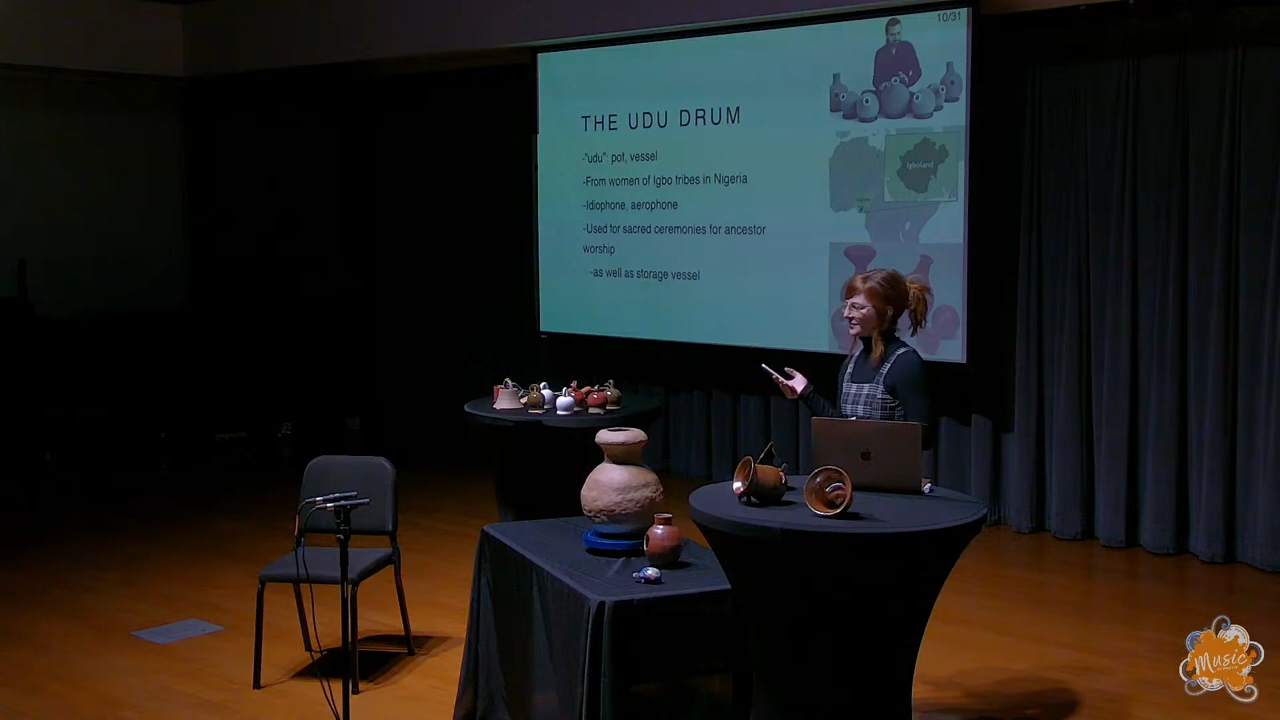 10/31
THE UDU DRUM
-"udu": pot, vessel
-From women of Igbo tribes in Nigeria
-Idiophone, aerophone
-Used for sacred ceremonies for ancestor
worship
-as well as storage vessel
Igboland
Music